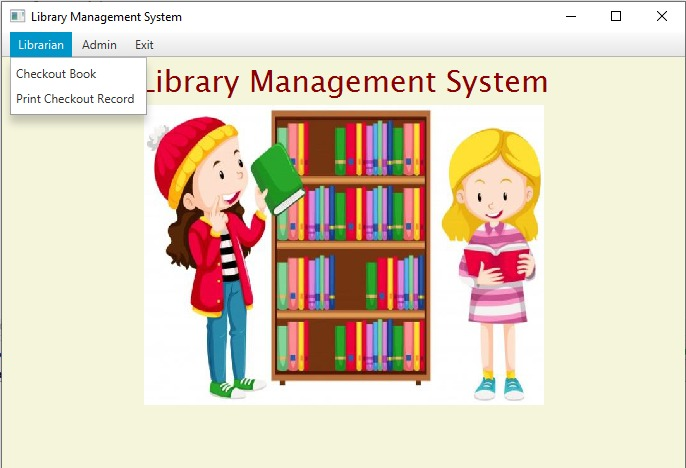 Library Management System
Librarian Admin Exit
Checkout Book
Print Checkout Record
Library Management System